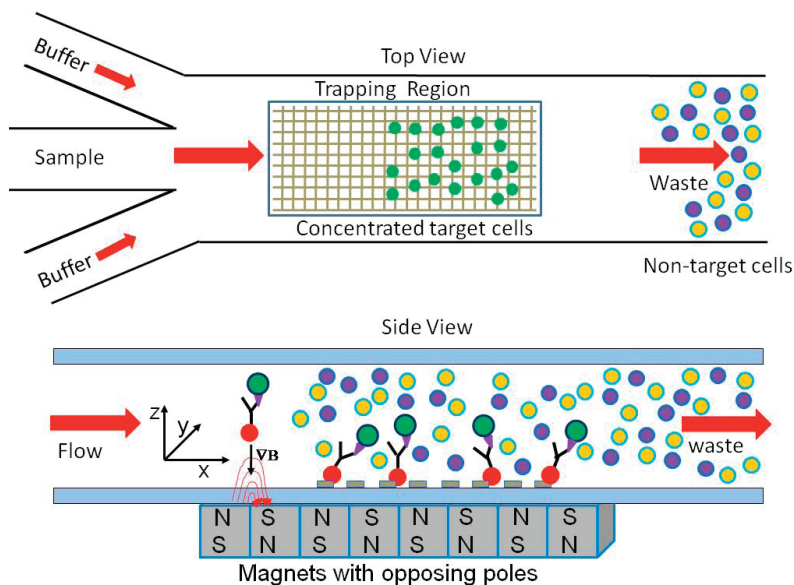 Top View
Buffer
Trapping Region
Sample
Waste
Concentrated target cells
Buffer
Non-target cells
Side View
z
y
x
∇B
Flow
waste
N S N S N S N S
S N S N S N S N
Magnets with opposing poles